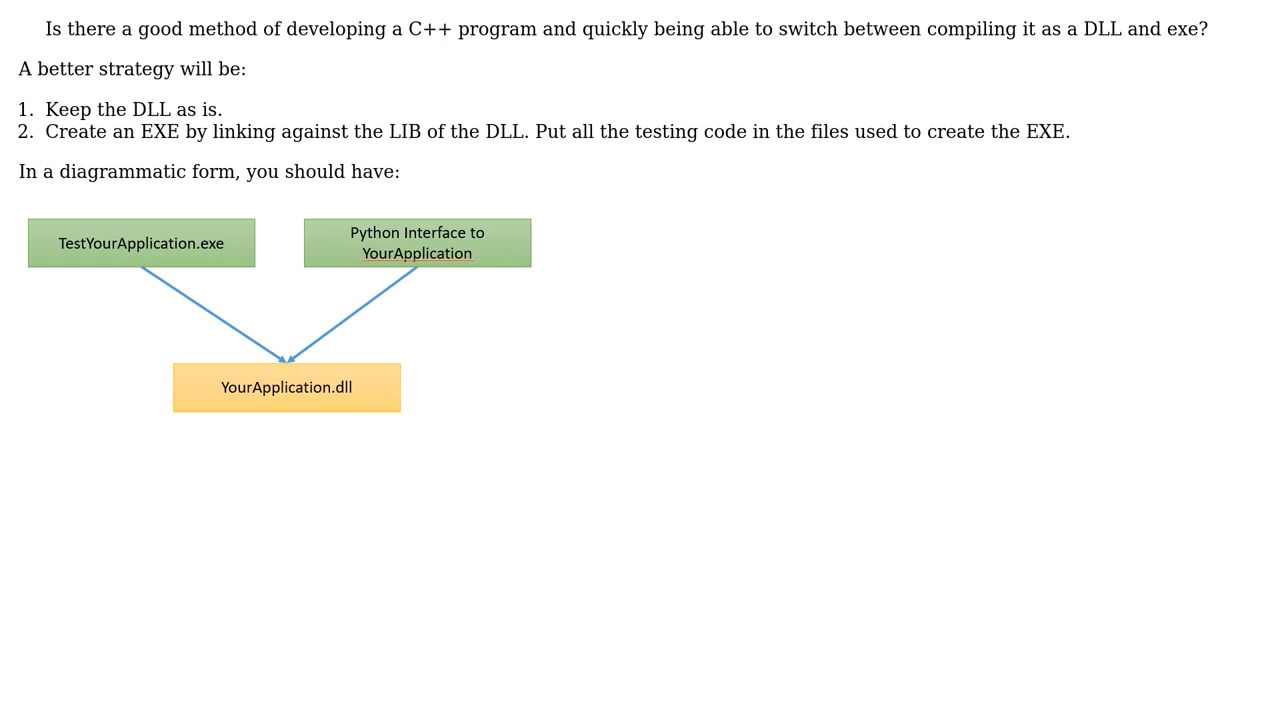 Is there a good method of developing a C++ program and quickly being able to switch between compiling it as a DLL and exe?
A better strategy will be:
1. Keep the DLL as is.
2. Create an EXE by linking against the LIB of the DLL. Put all the testing code in the files used to create the EXE.
In a diagrammatic form, you should have:
TestYourApplication.exe
Python Interface to
YourApplication
YourApplication.dll